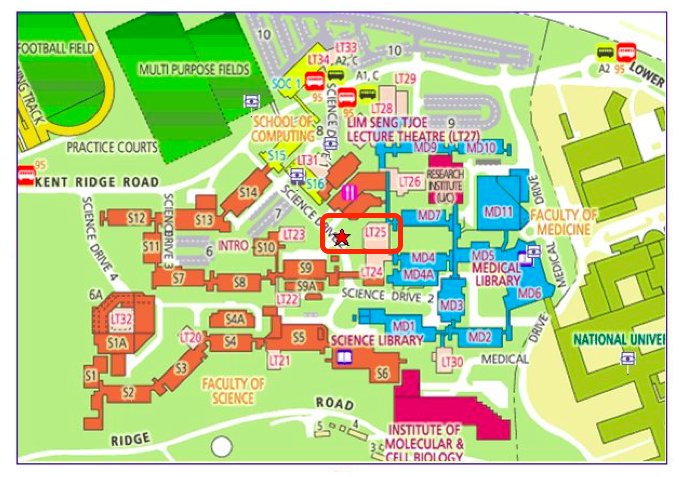 FOOTBALL FIELD
NING TRACK
MULTI PURPOSE FIELDS
PRACTICE COURTS
95
KENT RIDGE ROAD
10
LT33
LT34
A2, C
10
A1, C
SOC 1
95
95
LT29
LT28
A2 95
LOWER
SCHOOL OF
COMPUTING
SCIENCE DRIVE 1
8
LIM SENG TJOE
LECTURE THEATRE (LT27)
9
MD9
MD10
S15
LT31
S16
S14
LT26
RESEARCH
INSTITUTE
(U/C)
SCIENCE DRIVE
SCIENCE DRIVE 4
SCIENCE DRIVE 3
S12
S13
7
S11
6
INTRO
S10
LT23
LT25
MD7
MD11
DRIVE
MEDICAL
FACULTY OF
MEDICINE
S7
S8
S9
S9A
LT24
MD4
MD4A
MD5
MEDICAL
LIBRARY
MD6
LT22
SCIENCE DRIVE 2
MD3
6A
LT32
S1A
LT20
S4A
S4
S5
LT21
SCIENCE LIBRARY
MD1
MD2
MEDICAL
DRIVE
LT30
NATIONAL UNIVER
S1
S2
S3
S6
FACULTY OF
SCIENCE
RIDGE
ROAD
5
4
3
INSTITUTE OF
MOLECULAR &
CELL BIOLOGY